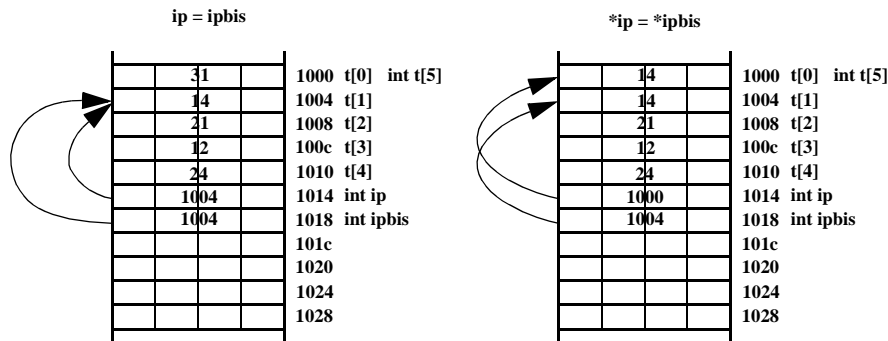 ip = ipbis
31 1000 t[0] int t[5]
14 1004 t[1]
21 1008 t[2]
12 100c t[3]
24 1010 t[4]
1004 1014 int ip
1004 1018 int ipbis
101c
1020
1024
1028
*ip = *ipbis
14 1000 t[0] int t[5]
14 1004 t[1]
21 1008 t[2]
12 100c t[3]
24 1010 t[4]
1000 1014 int ip
1004 1018 int ipbis
101c
1020
1024
1028